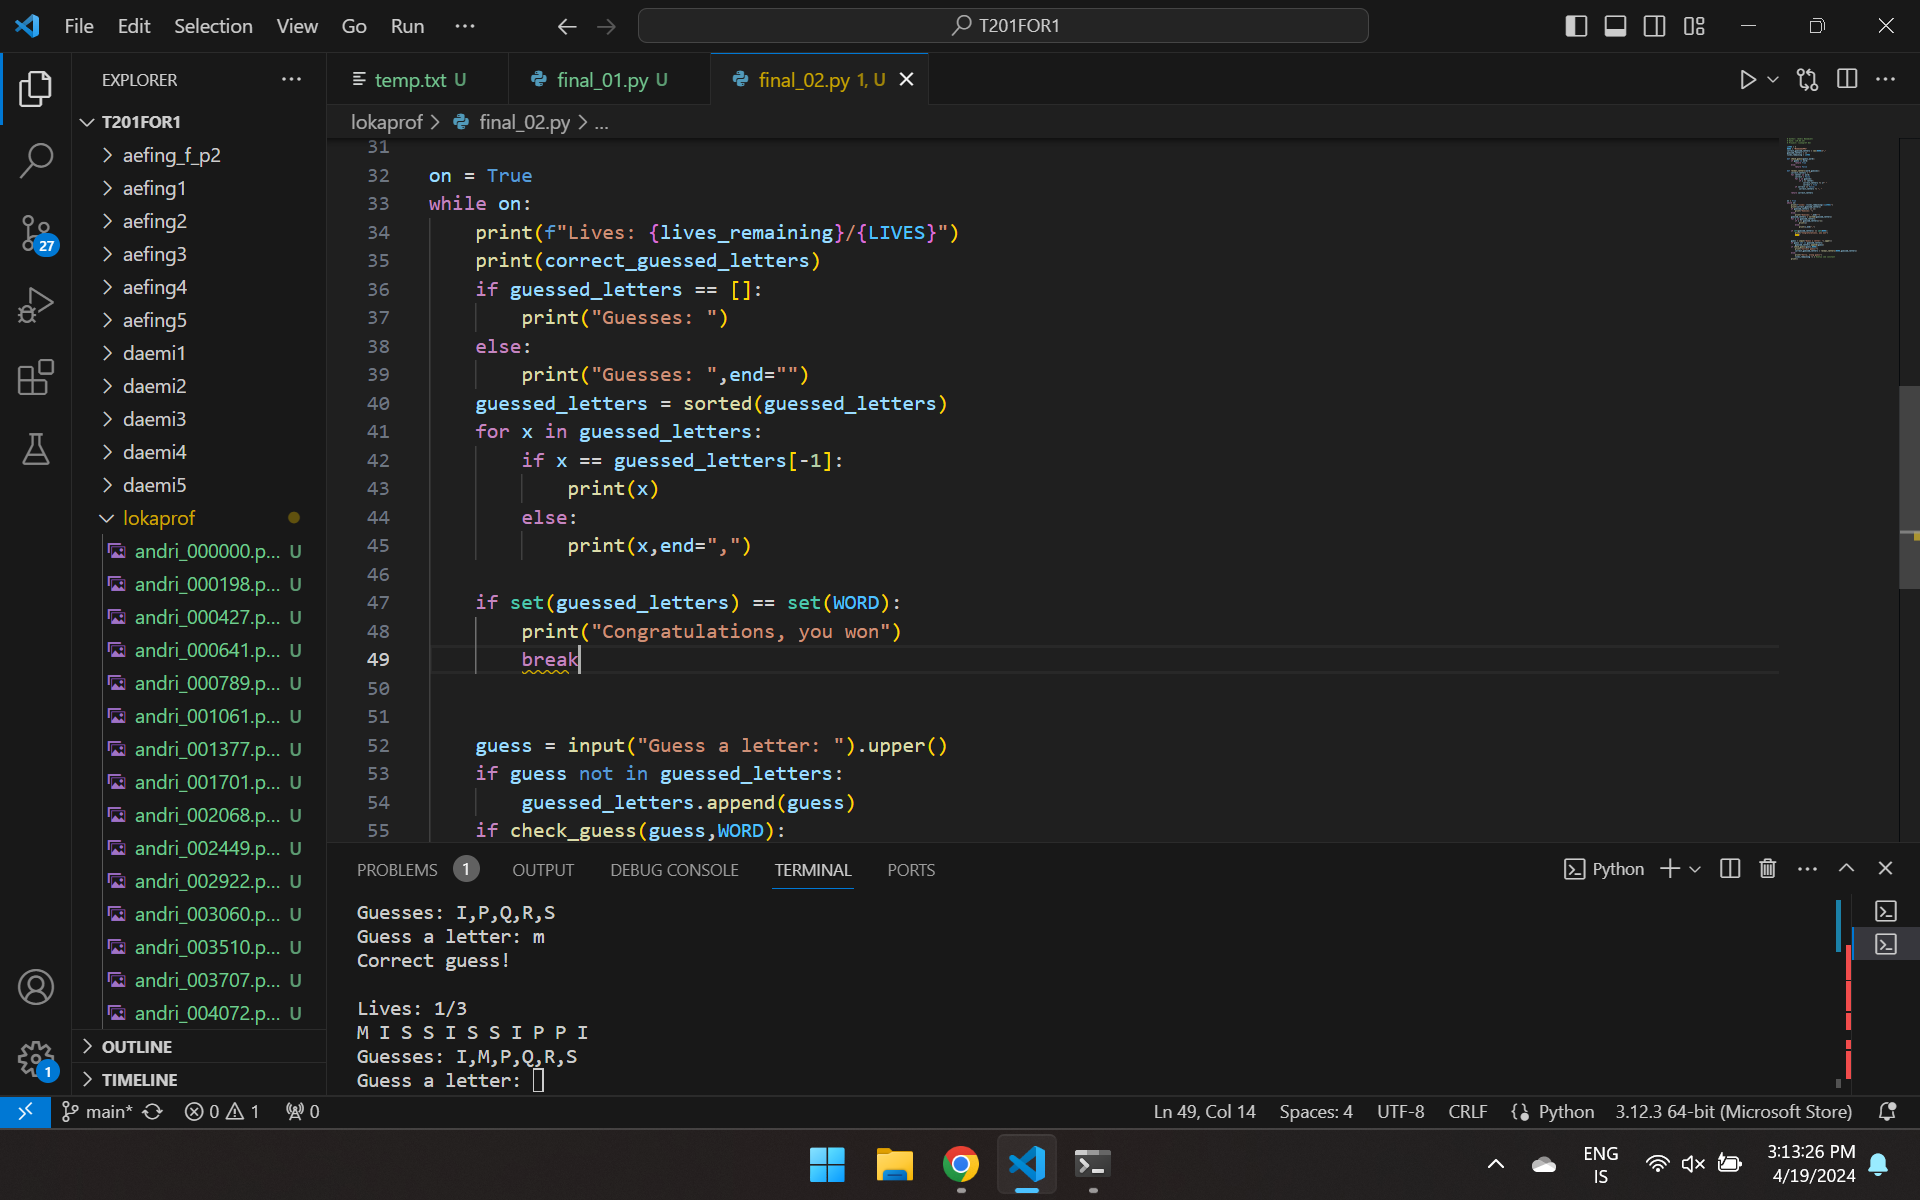 File Edit Selection View Go Run ··· T201FOR1
EXPLORER ···
temp.txt U final_01.py U final_02.py 1, U
lokaprof > final_02.py > ...
T201FOR1
aefing_f_p2
aefing1
aefing2
aefing3
aefing4
aefing5
daemi1
daemi2
daemi3
daemi4
daemi5
lokaprof
andri_000000.p... U
andri_000198.p... U
andri_000427.p... U
andri_000641.p... U
andri_000789.p... U
andri_001061.p... U
andri_001377.p... U
andri_001701.p... U
andri_002068.p... U
andri_002449.p... U
andri_002922.p... U
andri_003060.p... U
andri_003510.p... U
andri_003707.p... U
andri_004072.p... U
OUTLINE
TIMELINE
27
1
31
32 on = True
33 while on:
34 print(f"Lives: {lives_remaining}/{LIVES}")
35 print(correct_guessed_letters)
36 if guessed_letters == []:
37 print("Guesses: ")
38 else:
39 print("Guesses: ",end="")
40 guessed_letters = sorted(guessed_letters)
41 for x in guessed_letters:
42 if x == guessed_letters[-1]:
43 print(x)
44 else:
45 print(x,end=",")
46
47 if set(guessed_letters) == set(WORD):
48 print("Congratulations, you won")
49 break
50
51
52 guess = input("Guess a letter: ").upper()
53 if guess not in guessed_letters:
54 guessed_letters.append(guess)
55 if check_guess(guess,WORD):
PROBLEMS 1 OUTPUT DEBUG CONSOLE TERMINAL PORTS Python
Guesses: I,P,Q,R,S
Guess a letter: m
Correct guess!
Lives: 1/3
M I S S I S S I P P I
Guesses: I,M,P,Q,R,S
Guess a letter:
main* 0 1 0 Ln 49, Col 14 Spaces: 4 UTF-8 CRLF Python 3.12.3 64-bit (Microsoft Store)
ENG
IS
3:13:26 PM
4/19/2024